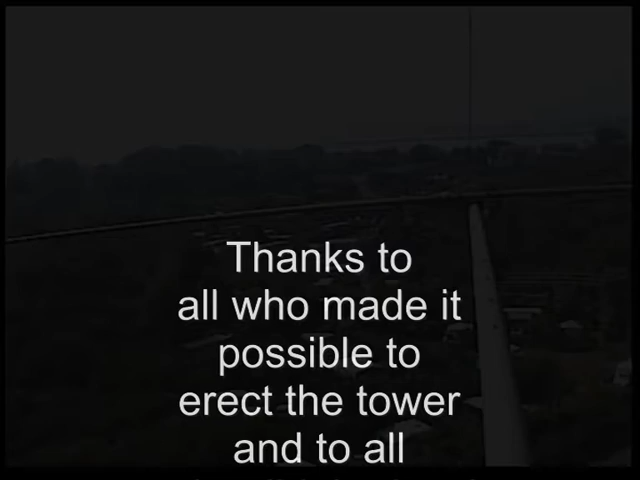 Thanks to
all who made it
possible to
erect the tower
and to all